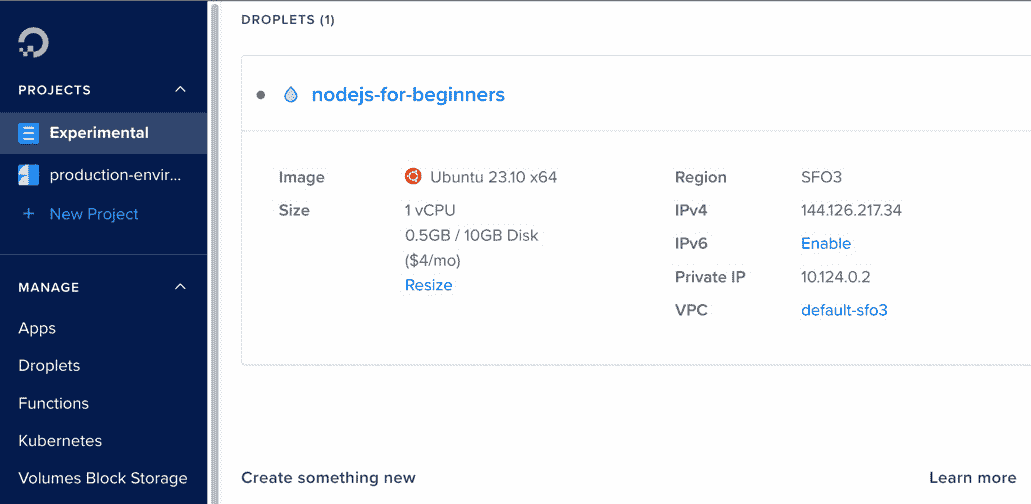 PROJECTS
Experimental
production-envir...
+ New Project
MANAGE
Apps
Droplets
Functions
Kubernetes
Volumes Block Storage
DROPLETS (1)
nodejs-for-beginners
Image
Ubuntu 23.10 x64
Size
1 vCPU
0.5GB / 10GB Disk
($4/mo)
Resize
Region
SFO3
IPv4
144.126.217.34
IPv6
Enable
Private IP
10.124.0.2
VPC
default-sfo3
Create something new
Learn more